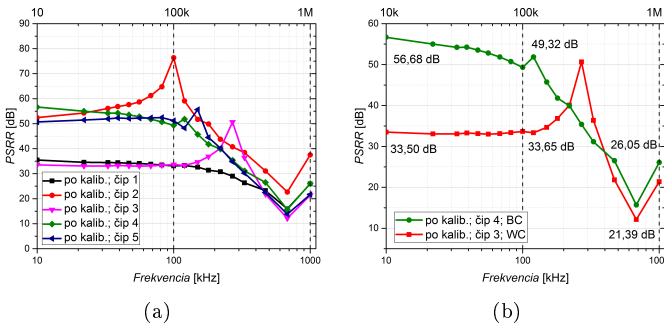 10 100k 1M
90
80
70
60
50
40
30
20
10
0
PSRR [dB]
po kalib.; čip 1
po kalib.; čip 2
po kalib.; čip 3
po kalib.; čip 4
po kalib.; čip 5
10 100 1000
Frekvencia [kHz]
(a)
10k 100k 1M
60
50
40
30
20
10
PSRR [dB]
56,68 dB
49,32 dB
33,50 dB
33,65 dB
26,05 dB
21,39 dB
po kalib.; čip 4; BC
po kalib.; čip 3; WC
10 100 1000
Frekvencia [kHz]
(b)